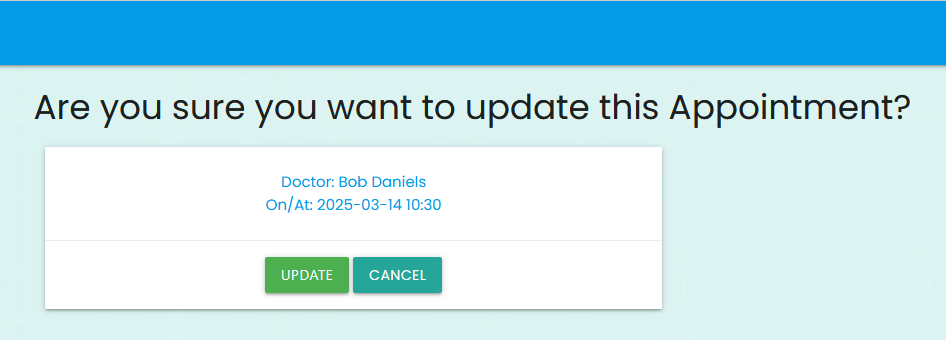 Are you sure you want to update this Appointment?
Doctor: Bob Daniels
On/At: 2025-03-14 10:30
UPDATE CANCEL